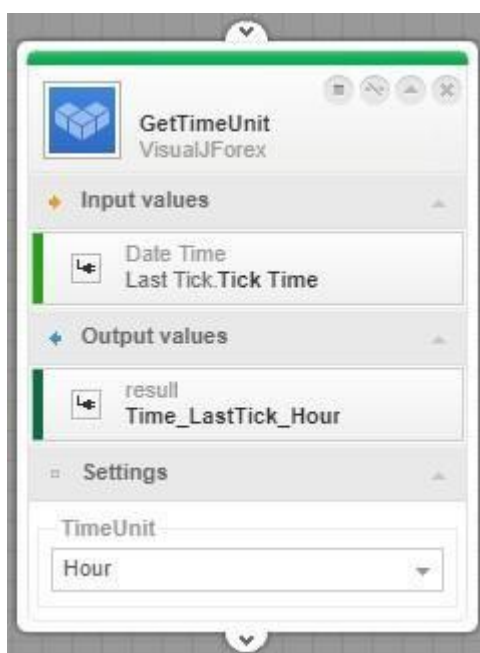 GetTimeUnit
VisualJForex
Input values
Date Time
Last Tick.Tick Time
Output values
result
Time_LastTick_Hour
Settings
TimeUnit
Hour